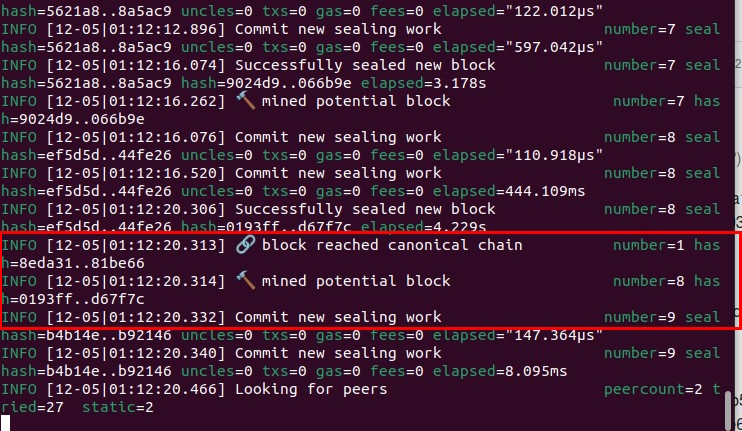 hash=5621a8..8a5ac9 uncles=0 txs=0 gas=0 fees=0 elapsed="122.012µs"
INFO [12-05|01:12:12.896] Commit new sealing work number=7 seal
hash=5621a8..8a5ac9 uncles=0 txs=0 gas=0 fees=0 elapsed="597.042µs"
INFO [12-05|01:12:16.074] Successfully sealed new block number=7 seal
hash=5621a8..8a5ac9 hash=9024d9..066b9e elapsed=3.178s
INFO [12-05|01:12:16.262] 🔨 mined potential block number=7 has
h=9024d9..066b9e
INFO [12-05|01:12:16.076] Commit new sealing work number=8 seal
hash=ef5d5d..44fe26 uncles=0 txs=0 gas=0 fees=0 elapsed="110.918µs"
INFO [12-05|01:12:16.520] Commit new sealing work number=8 seal
hash=ef5d5d..44fe26 uncles=0 txs=0 gas=0 fees=0 elapsed=444.109ms
INFO [12-05|01:12:20.306] Successfully sealed new block number=8 seal
hash=ef5d5d..44fe26 hash=0193ff..d67f7c elapsed=4.229s
INFO [12-05|01:12:20.313] 🔗 block reached canonical chain number=1 has
h=8eda31..81be66
INFO [12-05|01:12:20.314] 🔨 mined potential block number=8 has
h=0193ff..d67f7c
INFO [12-05|01:12:20.332] Commit new sealing work number=9 seal
hash=b4b14e..b92146 uncles=0 txs=0 gas=0 fees=0 elapsed="147.364µs"
INFO [12-05|01:12:20.340] Commit new sealing work number=9 seal
hash=b4b14e..b92146 uncles=0 txs=0 gas=0 fees=0 elapsed=8.095ms
INFO [12-05|01:12:20.466] Looking for peers peercount=2 t
ried=27 static=2